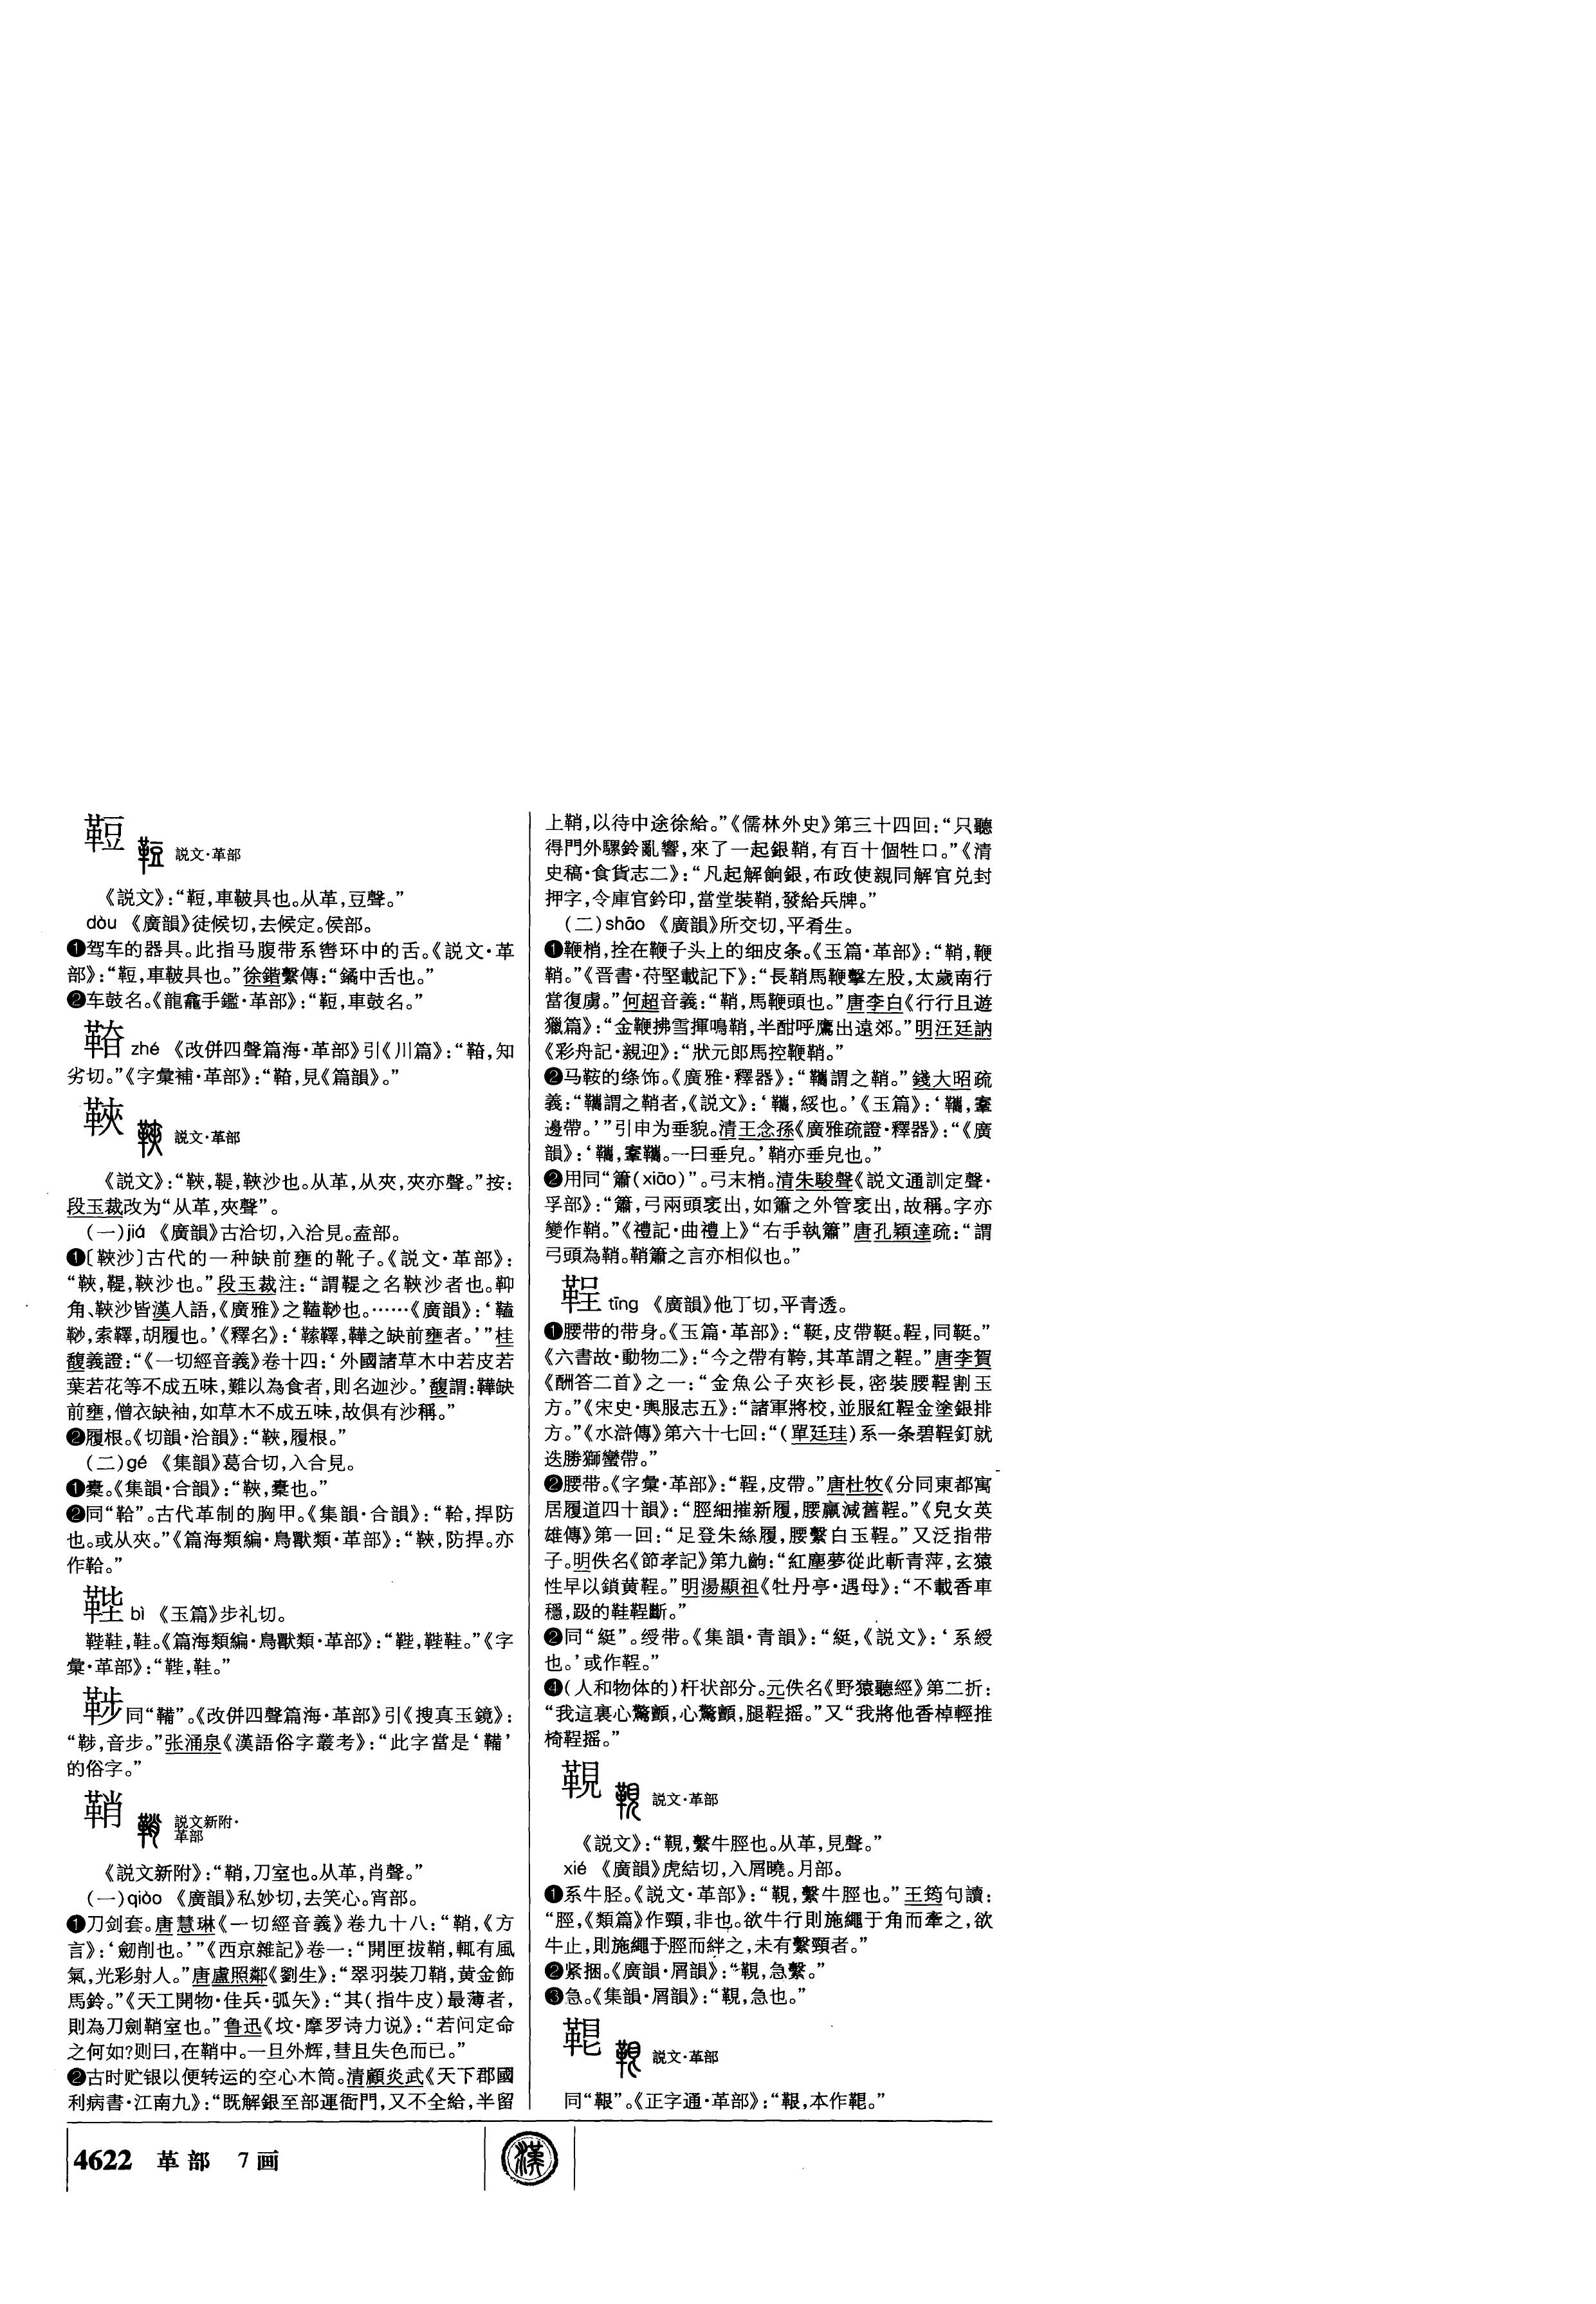 䩱
説文·革部
《説文》：“䩱，車鞁具也。从革，豆聲。”
dòu 《廣韻》徒候切，去候定。侯部。
❶驾车的器具。此指马腹带系辔环中的舌。《説文·革
部》：“䩱，車鞁具也。”徐鍇繫傳：“鐍中舌也。”
❷车鼓名。《龍龕手鑑·革部》：“䩱，車鼓名。”
zhé 《改併四聲篇海·革部》引《川篇》：“，知
劣切。”《字彙補·革部》：“，見《篇韻》。”
鞅
説文·革部
《説文》：“䩡，鞮，䩡沙也。从革，从夾，夾亦聲。”按：
段玉裁改为“从革，夾聲”。
(一)jiá 《廣韻》古洽切，入洽見。盍部。
❶〔䩡沙〕古代的一种缺前壅的靴子。《説文·革部》：
“䩡，鞮，䩡沙也。”段玉裁注：“謂鞮之名䩡沙者也。䩕
角、䩡沙皆漢人語，《廣雅》之𩌈䩖也。……《廣韻》：‘𩌈
䩖，索釋，胡履也。’《釋名》：‘䩞釋，鞾之缺前壅者。’”桂
馥義證：“《一切經音義》卷十四：‘外國諸草木中若皮若
葉若花等不成五味，難以為食者，則名迦沙。’馥謂：鞾缺
前壅，僧衣缺袖，如草木不成五味，故俱有沙稱。”
❷履根。《切韻·洽韻》：“䩡，履根。”
(二)gé 《集韻》葛合切，入合見。
❶橐。《集韻·合韻》：“䩡，橐也。”
❷同“鞈”。古代革制的胸甲。《集韻·合韻》：“鞈，捍防
也。或从夾。”《篇海類編·鳥獸類·革部》：“䩡，防捍。亦
作鞈。”
bì 《玉篇》步礼切。
䩛鞋，鞋。《篇海類編·鳥獸類·革部》：“䩛，䩛鞋。”《字
彙·革部》：“䩛，鞋。”
同“鞴”。《改併四聲篇海·革部》引《搜真玉鏡》：
“，音步。”张涌泉《漢語俗字叢考》：“此字當是‘鞴’
的俗字。”
鞘
説文新附·
革部
《説文新附》：“鞘，刀室也。从革，肖聲。”
(一)qiòo 《廣韻》私妙切，去笑心。宵部。
❶刀剑套。唐慧琳《一切經音義》卷九十八：“鞘，《方
言》：‘劒削也。’”《西京雜記》卷一：“開匣拔鞘，輒有風
氣，光彩射人。”唐盧照鄰《劉生》：“翠羽裝刀鞘，黄金飾
馬鈴。”《天工開物·佳兵·弧矢》：“其(指牛皮)最薄者，
則為刀劍鞘室也。”鲁迅《坟·摩罗诗力说》：“若问定命
之何如？则曰，在鞘中。一旦外辉，彗且失色而已。”
❷古时贮银以便转运的空心木筒。清顧炎武《天下郡國
利病書·江南九》：“既解銀至部運衙門，又不全給，半留
上鞘，以待中途徐給。”《儒林外史》第三十四回：“只聽
得門外騾鈴亂響，來了一起銀鞘，有百十個牲口。”《清
史稿·食貨志二》：“凡起解餉銀，布政使親同解官兑封
押字，令庫官鈐印，當堂裝鞘，發給兵牌。”
(二)shāo 《廣韻》所交切，平肴生。
❶鞭梢，拴在鞭子头上的细皮条。《玉篇·革部》：“鞘，鞭
鞘。”《晋書·苻堅載記下》：“長鞘馬鞭擊左股，太歲南行
當復虜。”何超音義：“鞘，馬鞭頭也。”唐李白《行行且遊
獵篇》：“金鞭拂雪揮鳴鞘，半酣呼鷹出遠郊。”明汪廷訥
《彩舟記·親迎》：“狀元郎馬控鞭鞘。”
❷马鞍的绦饰。《廣雅·釋器》：“韉謂之鞘。”錢大昭疏
義：“謂之鞘者，《説文》：‘，綏也。’《玉篇》：‘，鞌
邊帶。’”引申为垂貌。清王念孫《廣雅疏證·釋器》：“《廣
韻》：‘，鞌。一曰垂皃。’鞘亦垂皃也。”
❷用同“簫(xiāo)”。弓末梢。清朱駿聲《説文通訓定聲·
孚部》：“簫，弓兩頭衺出，如簫之外管衺出，故稱。字亦
變作鞘。”《禮記·曲禮上》“右手執簫”唐孔穎達疏：“謂
弓頭為鞘。鞘簫之言亦相似也。”
鞓 tīng 《廣韻》他丁切，平青透。
❶腰带的带身。《玉篇·革部》：“鞓，皮帶鞓。鞓，同鞓。”
《六書故·動物二》：“今之帶有銙，其革謂之鞓。”唐李賀
《酬答二首》之一：“金魚公子夾衫長，密裝腰鞓割玉
方。”《宋史·輿服志五》：“諸軍將校，並服紅鞓金塗銀排
方。”《水滸傳》第六十七回：“(單廷珪)系一条碧鞓釘就
迭勝獅蠻帶。”
❷腰带。《字彙·革部》：“鞓，皮帶。”唐杜牧《分司東都寓
居履道四十韻》：“脛細摧新履，腰羸減舊鞓。”《兒女英
雄傳》第一回：“足登朱絲履，腰繫白玉鞓。”又泛指带
子。明佚名《節孝記》第九齣：“紅塵夢從此斬青萍，玄猿
性早以鎖黄鞓。”明湯顯祖《牡丹亭·遇母》：“不載香車
穩，趿的鞋鞓斷。”
❷同“綎”。绶带。《集韻·青韻》：“綎，《説文》：‘系綬
也。’或作鞓。”
❹(人和物体的)杆状部分。元佚名《野猿聽經》第二折：
“我這裏心驚顫，心驚顫，腿鞓摇。”又“我將他香棹輕推
椅鞓摇。”
䩤
説文·革部
《説文》：“䩤，繫牛脛也。从革，見聲。”
xié 《廣韻》虎結切，入屑曉。月部。
❶系牛胫。《説文·革部》：“䩤，繫牛脛也。”王筠句讀：
“脛，《類篇》作頸，非也。欲牛行則施繩于角而牽之，欲
牛止，則施繩于脛而絆之，未有繫頸者。”
❷紧捆。《廣韻·屑韻》：“䩤，急繫。”
❸急。《集韻·屑韻》：“䩤，急也。”
説文·革部
同“䩐”。《正字通·革部》：“䩐，本作。”
4622 革部 7画
漢